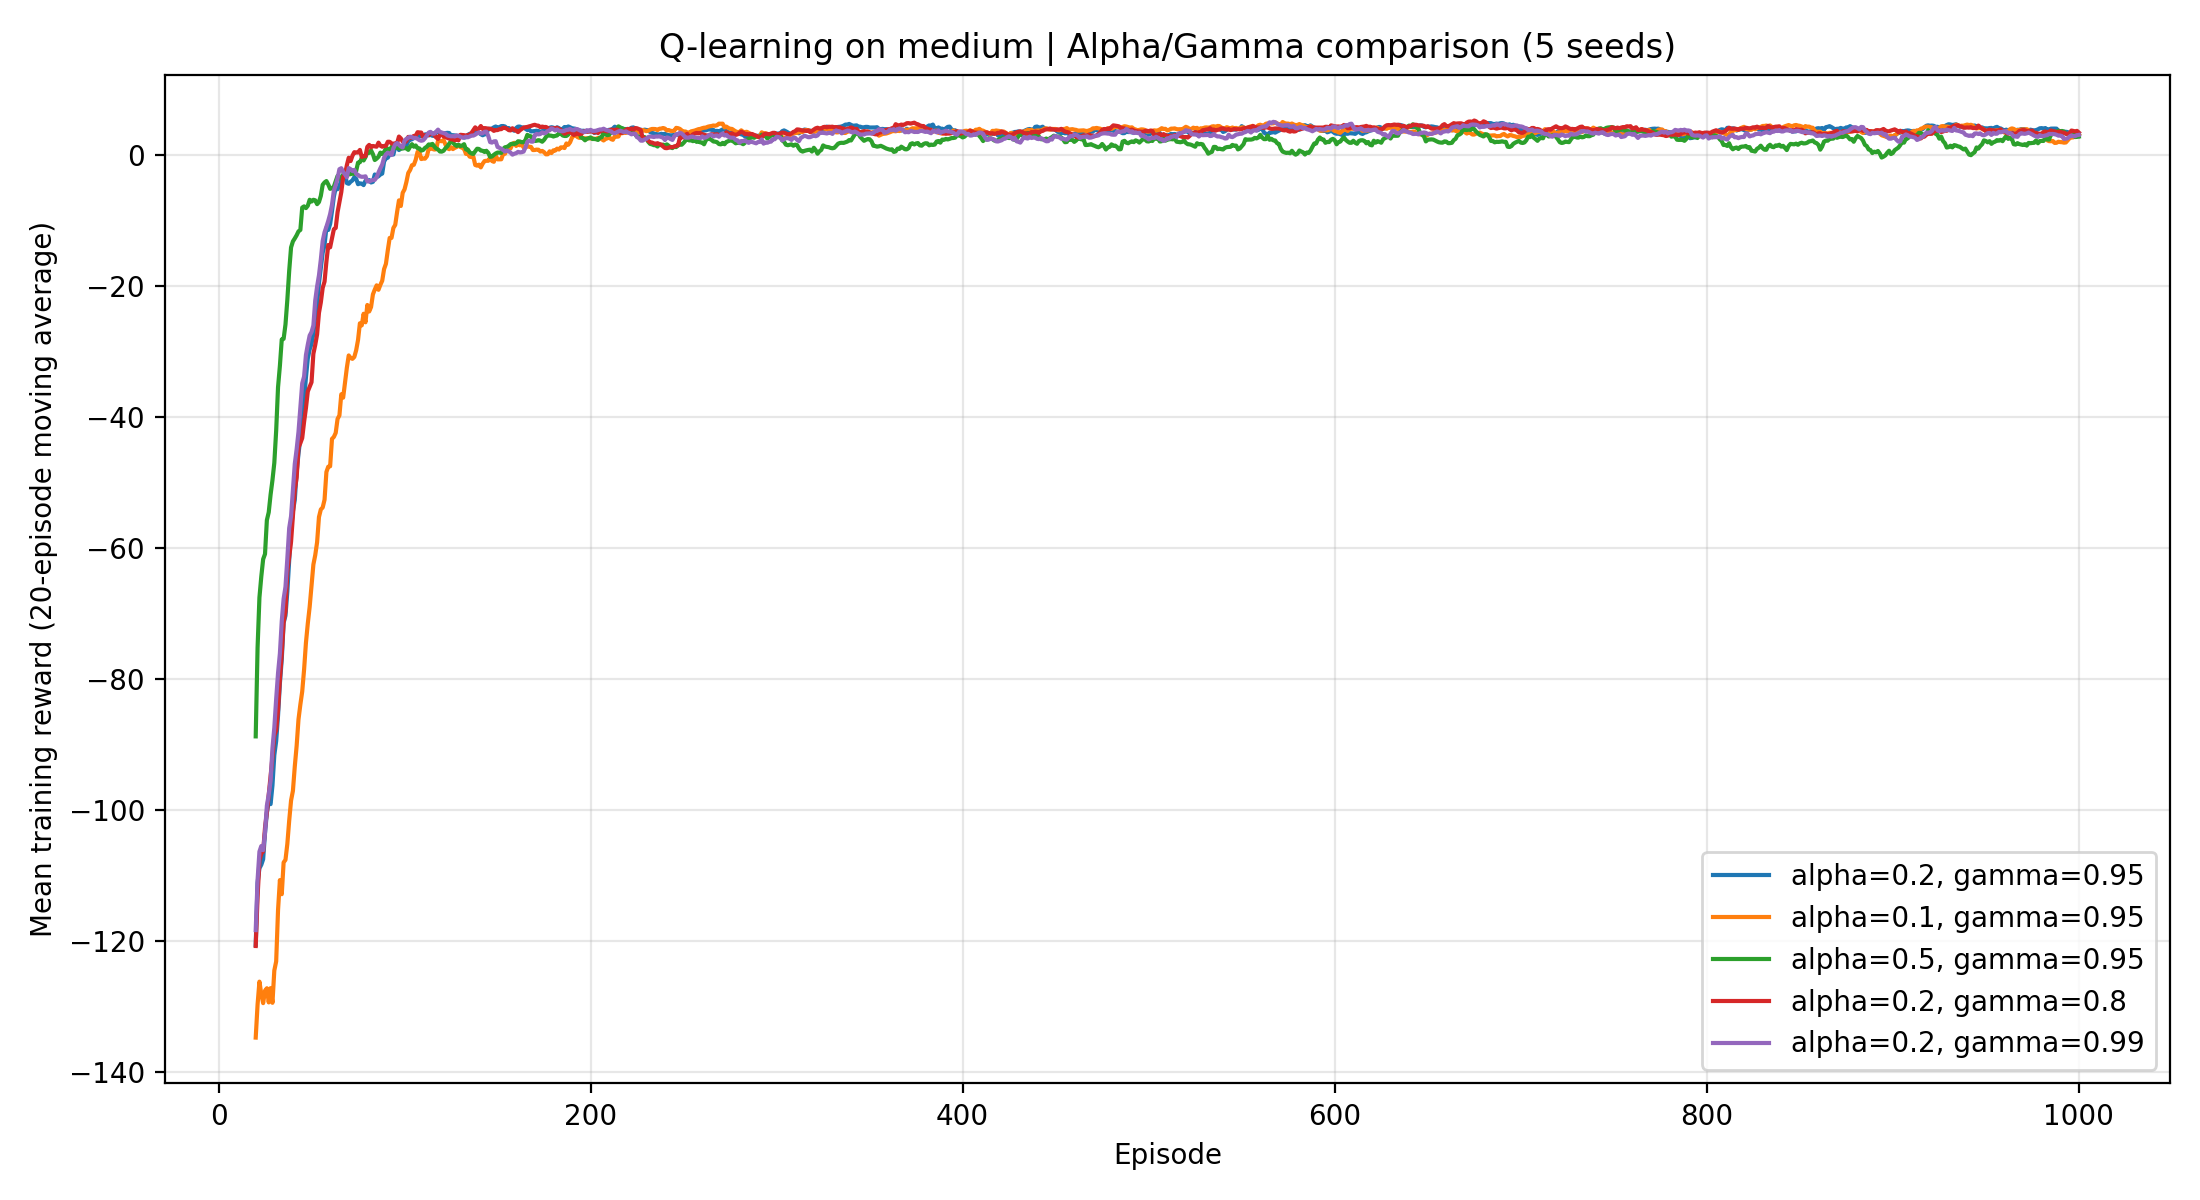 Q-learning on medium | Alpha/Gamma comparison (5 seeds)
Mean training reward (20-episode moving average)
0
−20
−40
−60
−80
−100
−120
−140
0
200
400
600
800
1000
Episode
alpha=0.2, gamma=0.95
alpha=0.1, gamma=0.95
alpha=0.5, gamma=0.95
alpha=0.2, gamma=0.8
alpha=0.2, gamma=0.99